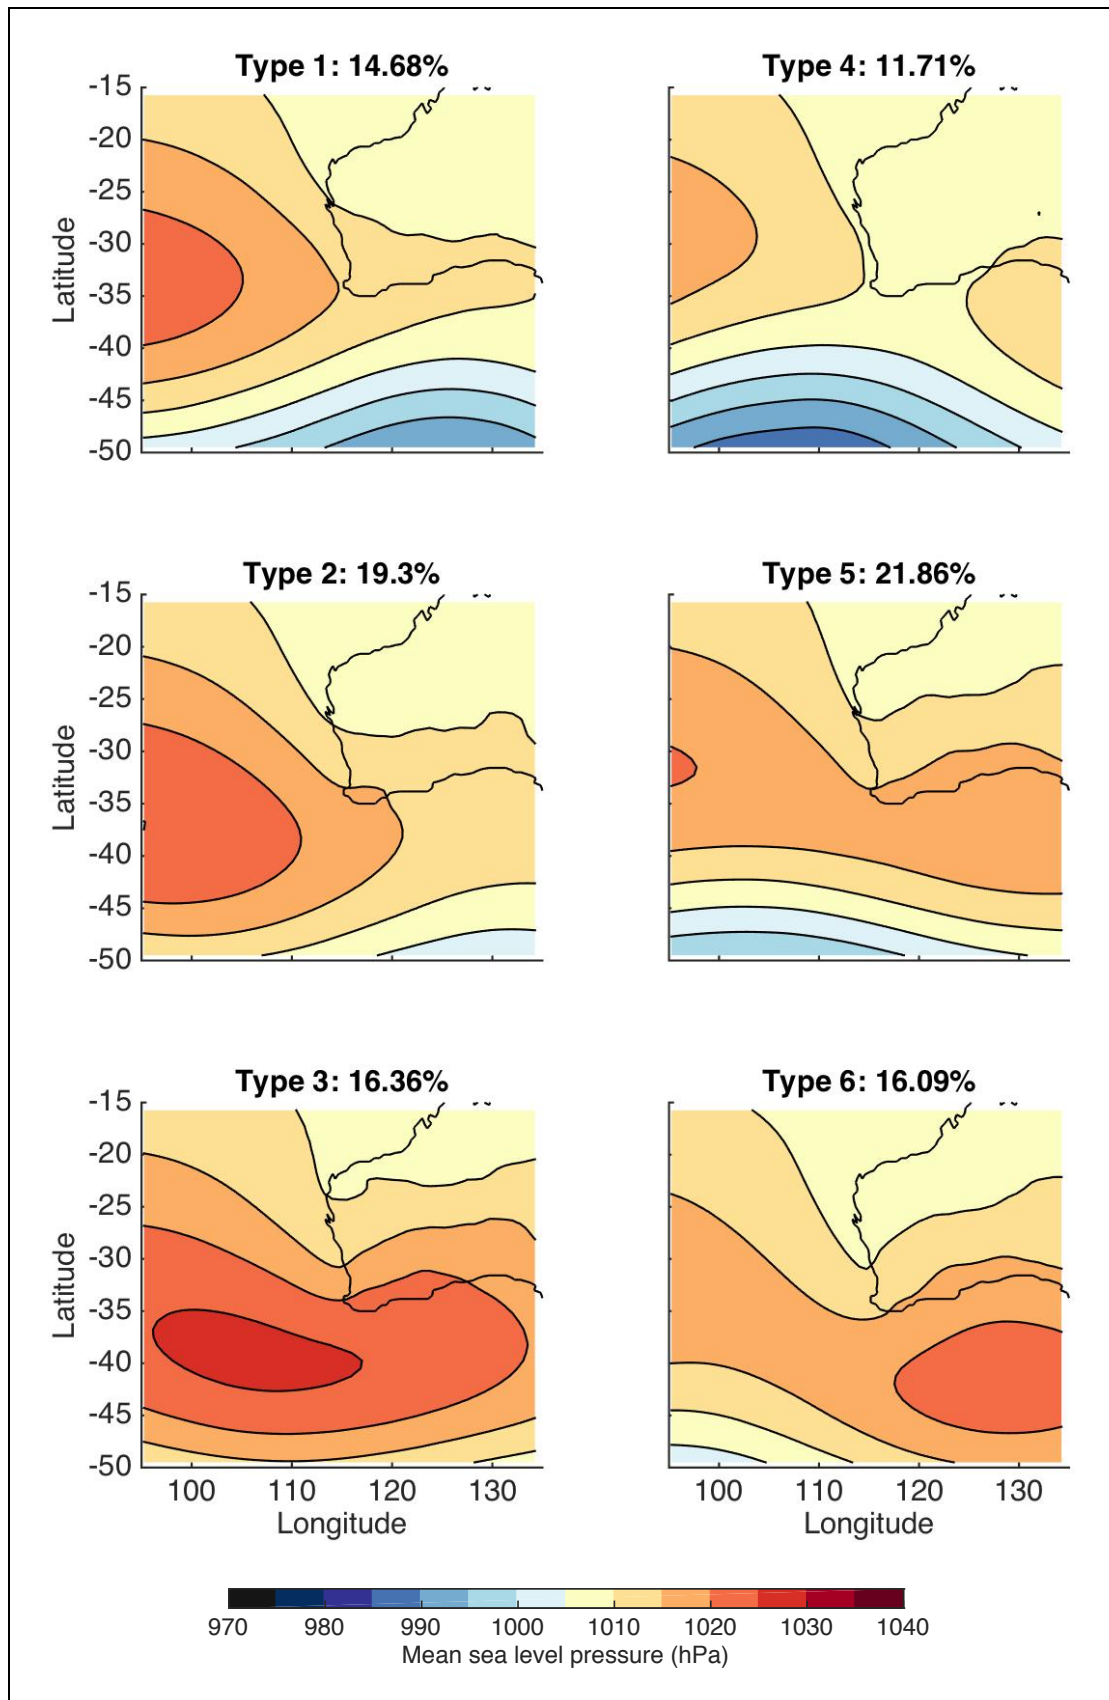 Type 1: 14.68%
Type 4: 11.71%
-15
-20
-25
-30
-35
-40
-45
-50
Latitude
Type 2: 19.3%
Type 5: 21.86%
-15
-20
-25
-30
-35
-40
-45
-50
Latitude
Type 3: 16.36%
Type 6: 16.09%
-15
-20
-25
-30
-35
-40
-45
-50
Latitude
100 110 120 130
Longitude
100 110 120 130
Longitude
970 980 990 1000 1010 1020 1030 1040
Mean sea level pressure (hPa)